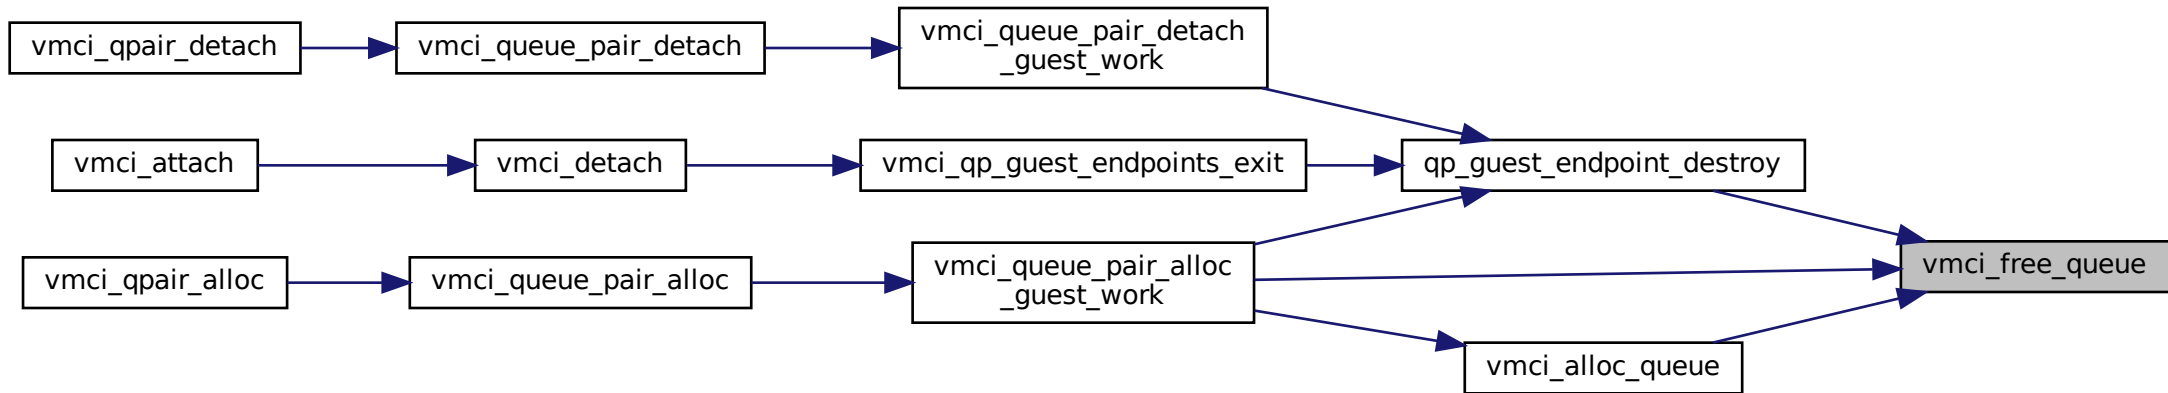 vmci_qpair_detach
vmci_queue_pair_detach
vmci_queue_pair_detach
_guest_work
vmci_attach
vmci_detach
vmci_qp_guest_endpoints_exit
qp_guest_endpoint_destroy
vmci_qpair_alloc
vmci_queue_pair_alloc
vmci_queue_pair_alloc
_guest_work
vmci_free_queue
vmci_alloc_queue